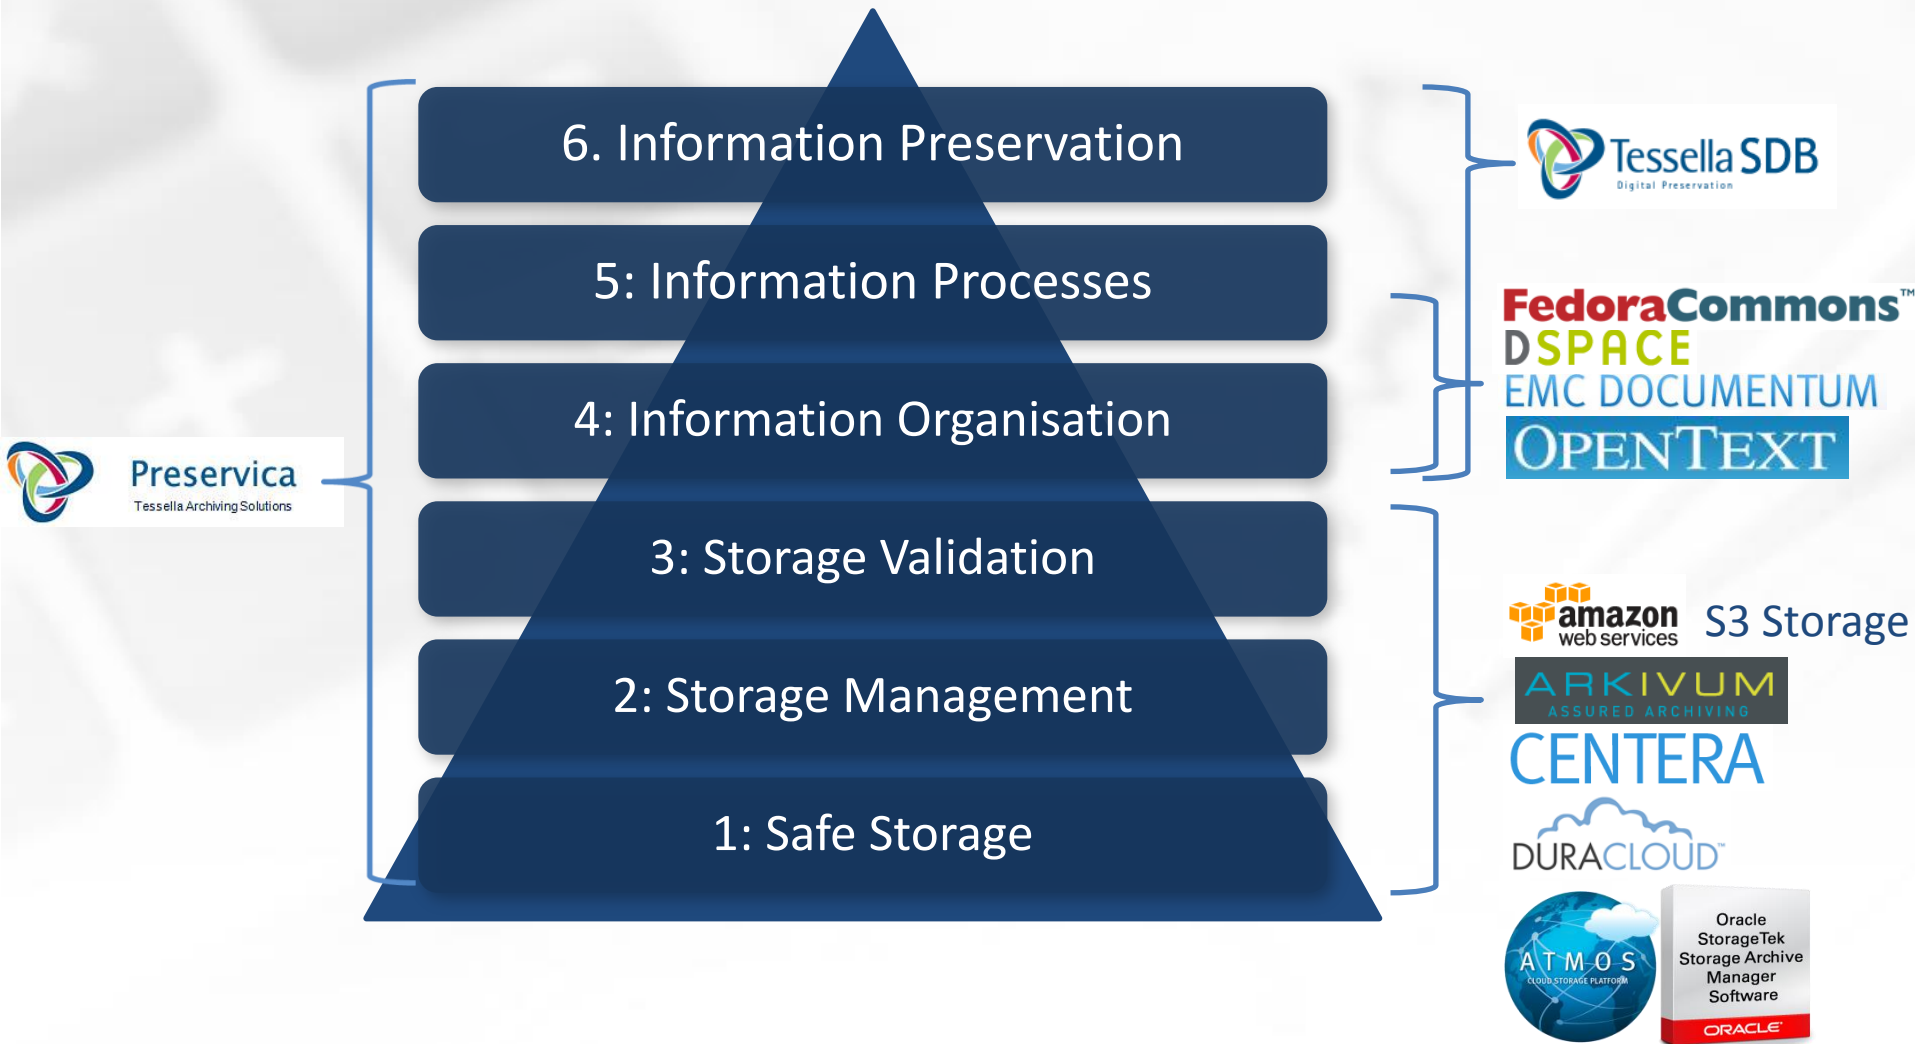 6. Information Preservation
5: Information Processes
4: Information Organisation
3: Storage Validation
2: Storage Management
1: Safe Storage
Preservica
Tessella Archiving Solutions
Tessella SDB
Digital Preservation
FedoraCommons™
DSPACE
EMC DOCUMENTUM
OPENTEXT
amazon
web services
S3 Storage
ARKIVUM
ASSURED ARCHIVING
CENTERA
DURACLOUD™
ATMOS
CLOUD STORAGE PLATFORM
Oracle
StorageTek
Storage Archive
Manager
Software
ORACLE